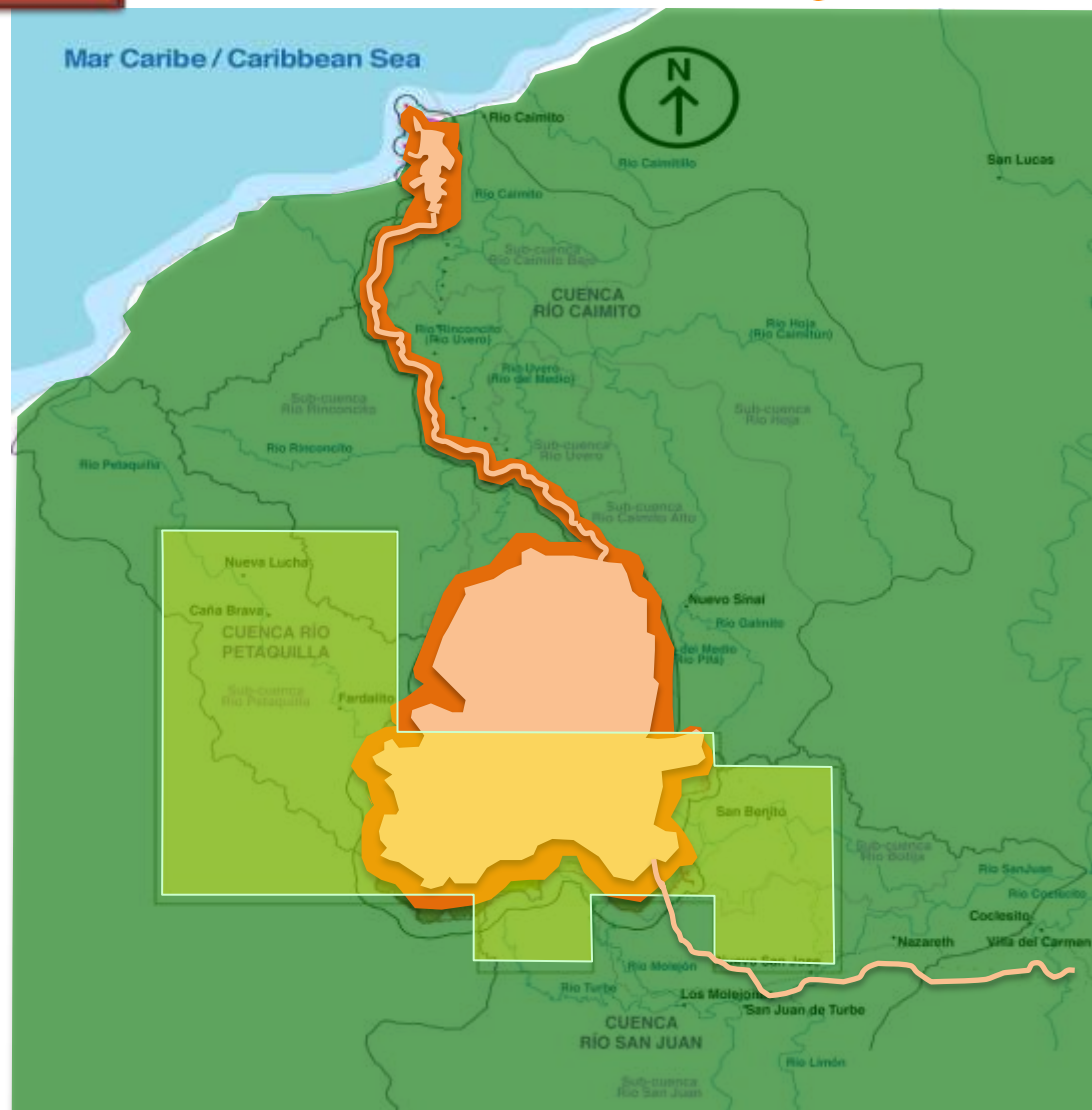 Mar Caribe / Caribbean Sea
N
Río Caimito
Río Caimitillo
San Lucas
Río Caimito
Sub-cuenca
Río Caimito Bajo
CUENCA
RÍO CAIMITO
Río Rinconcito
(Río Uvero)
Río Hoja
(Río Caimitún)
Río Uvero
(Río del Medio)
Sub-cuenca
Río Rinconcito
Sub-cuenca
Río Hoja
Río Rinconcito
Sub-cuenca
Río Uvero
Río Petaquilla
Sub-cuenca
Río Caimito Alto
Nueva Lucha
Caña Brava
Nuevo Sinaí
CUENCA RÍO
PETAQUILLA
Río Caimito
del Medio
Río Pifá)
Sub-cuenca
Río Petaquilla
Fardalito
San Benito
Sub-cuenca
Río Botija
Río SanJuan
Río Coclecito
Coclesito
Nazareth
Villa del Carmen
San José
Río Molejón
Río Turbe
Los Molejon
San Juan de Turbe
CUENCA
RÍO SAN JUAN
Río Limón
Sub-cuenca
Río San Juan